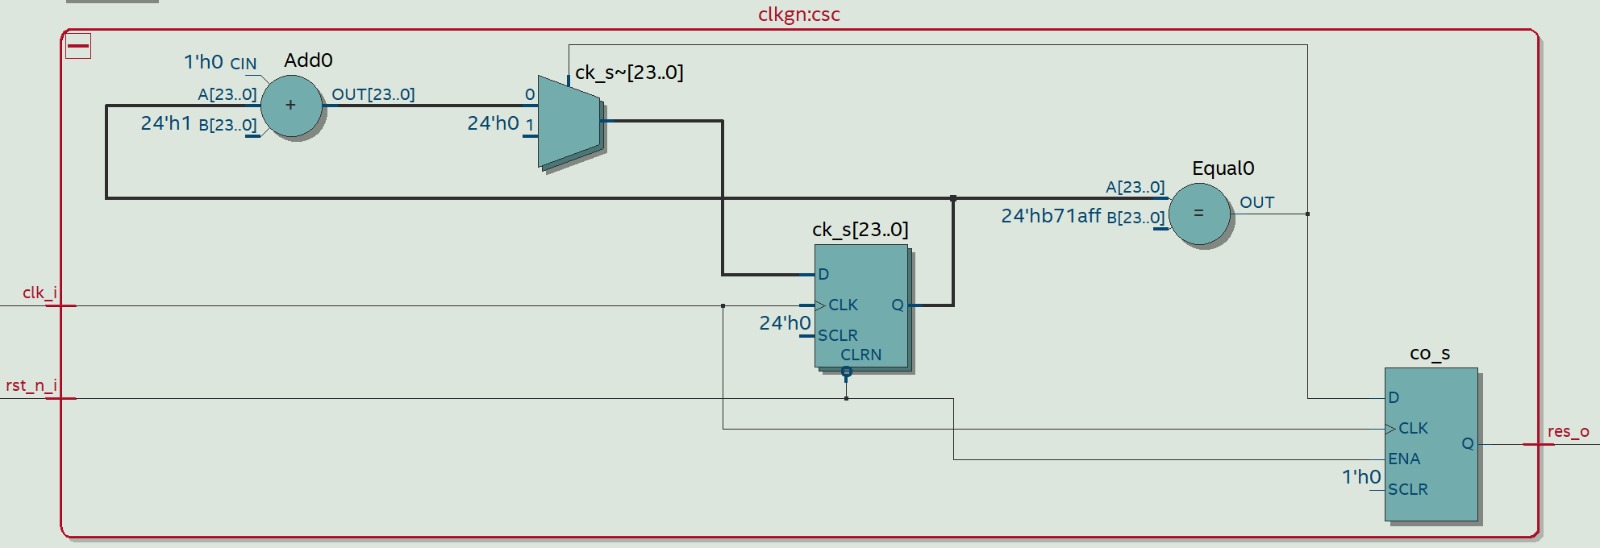 clkgn:csc
1'h0 CIN
Add0
A[23..0]
OUT[23..0]
+
24'h1 B[23..0]
ck_s~[23..0]
0
24'h0 1
Equal0
A[23..0]
OUT
24'hb71aff B[23..0]
=
ck_s[23..0]
D
clk_i
CLK
Q
24'h0
SCLR
CLRN
rst_n_i
co_s
D
CLK
res_o
Q
ENA
1'h0
SCLR